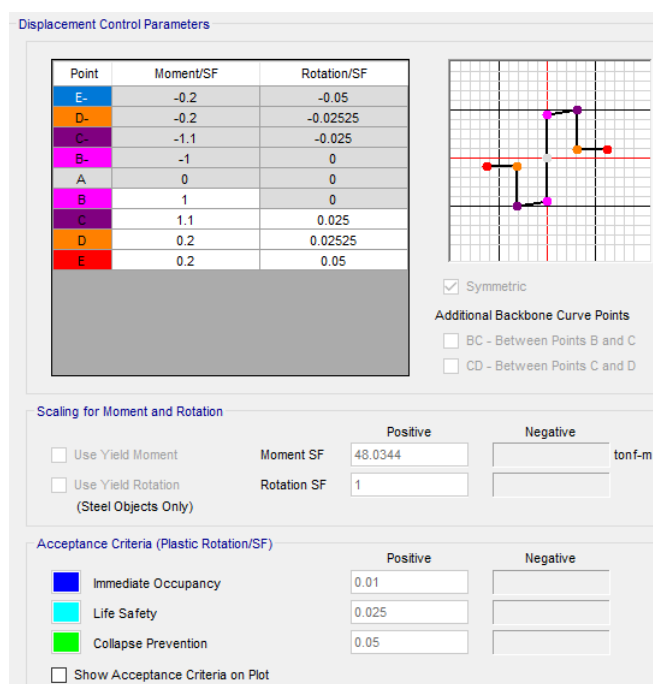 Displacement Control Parameters
Point Moment/SF Rotation/SF
E- -0.2 -0.05
D- -0.2 -0.02525
C- -1.1 -0.025
B- -1 0
A 0 0
B 1 0
C 1.1 0.025
D 0.2 0.02525
E 0.2 0.05
Symmetric
Additional Backbone Curve Points
BC - Between Points B and C
CD - Between Points C and D
Scaling for Moment and Rotation
Positive Negative
Use Yield Moment Moment SF 48.0344 tonf-m
Use Yield Rotation Rotation SF 1
(Steel Objects Only)
Acceptance Criteria (Plastic Rotation/SF)
Positive Negative
Immediate Occupancy 0.01
Life Safety 0.025
Collapse Prevention 0.05
Show Acceptance Criteria on Plot